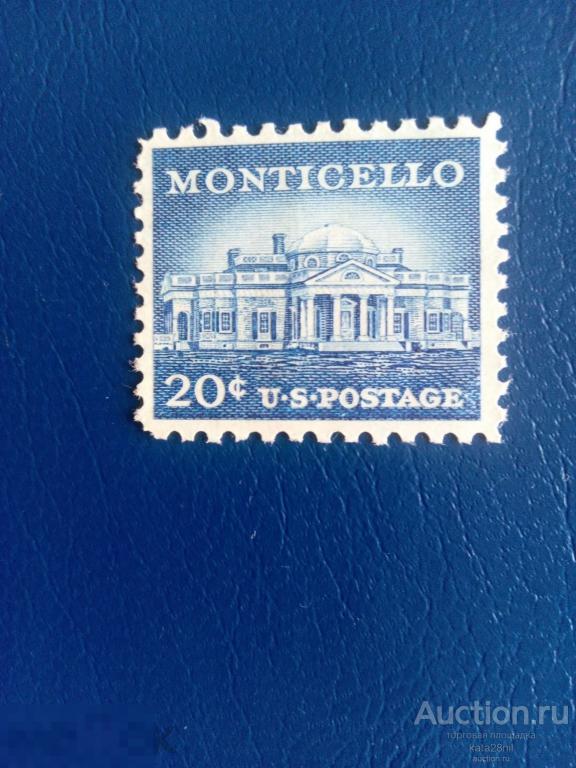 MONTICELLO
20¢ U·S·POSTAGE
Auction.ru
торговая площадка
kata28nil
auction.ru